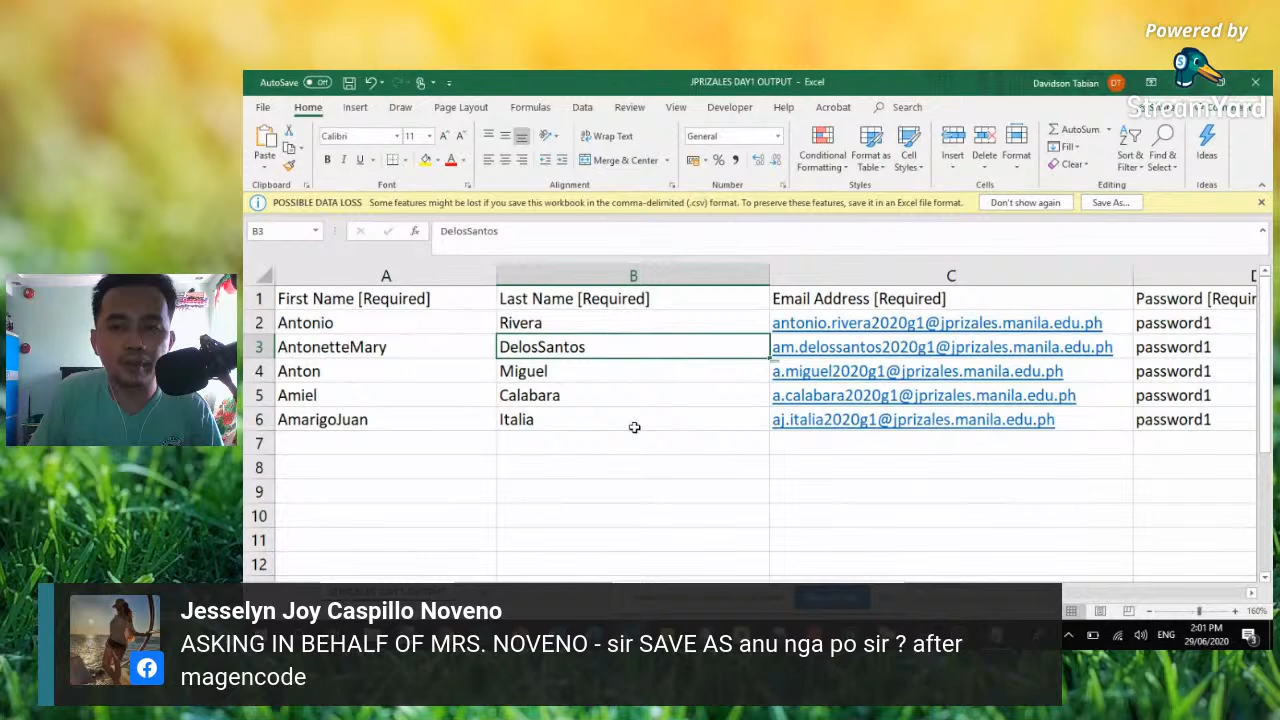 Powered by
StreamYard
AutoSave Off
JPRIZALES DAY1 OUTPUT - Excel
Davidson Tabian DT
File Home Insert Draw Page Layout Formulas Data Review View Developer Help Acrobat Search
Paste
Calibri 11
Wrap Text
General
Merge & Center
Conditional Formatting
Format as Table
Cell Styles
Insert Delete Format
AutoSum
Fill
Clear
Sort & Filter
Find & Select
Ideas
Clipboard Font Alignment Number Styles Cells Editing Ideas
POSSIBLE DATA LOSS Some features might be lost if you save this workbook in the comma-delimited (.csv) format. To preserve these features, save it in an Excel file format. Don't show again Save As...
B3 fx DelosSantos
A B C D
1 First Name [Required] Last Name [Required] Email Address [Required] Password [Requir
2 Antonio Rivera antonio.rivera2020g1@jprizales.manila.edu.ph password1
3 AntonetteMary DelosSantos am.delossantos2020g1@jprizales.manila.edu.ph password1
4 Anton Miguel a.miguel2020g1@jprizales.manila.edu.ph password1
5 Amiel Calabara a.calabara2020g1@jprizales.manila.edu.ph password1
6 AmarigoJuan Italia aj.italia2020g1@jprizales.manila.edu.ph password1
7
8
9
10
11
12
160%
ENG 2:01 PM
29/06/2020
Jesselyn Joy Caspillo Noveno
ASKING IN BEHALF OF MRS. NOVENO - sir SAVE AS anu nga po sir ? after
magencode